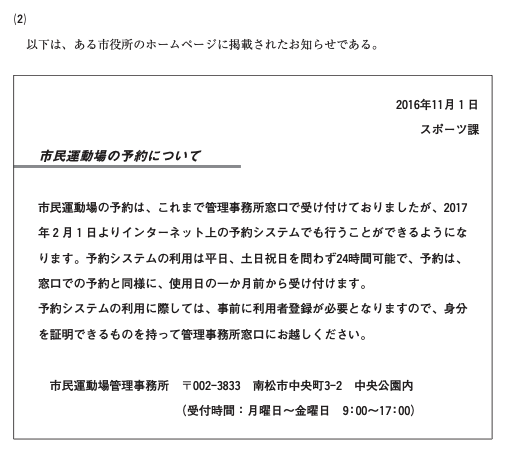 (2)
以下は、ある市役所のホームページに掲載されたお知らせである。
2016年11月1日
スポーツ課
市民運動場の予約について
市民運動場の予約は、これまで管理事務所窓口で受け付けておりましたが、2017
年2月1日よりインターネット上の予約システムでも行うことができるようにな
ります。予約システムの利用は平日、土日祝日を問わず24時間可能で、予約は、
窓口での予約と同様に、使用日の一か月前から受け付けます。
予約システムの利用に際しては、事前に利用者登録が必要となりますので、身分
を証明できるものを持って管理事務所窓口にお越しください。
市民運動場管理事務所　〒002-3833　南松市中央町3-2　中央公園内
(受付時間：月曜日～金曜日　9:00～17:00)